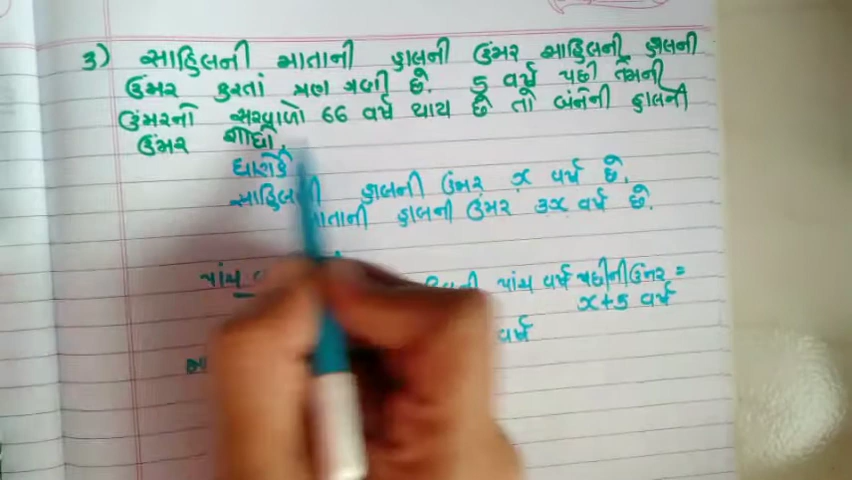 ૩) સાહિલની માતાની હાલની ઉંમર સાહિલની હાલની
ઉંમર કરતાં ત્રણ ગણી છે. 5 વર્ષ પછી તેમની
ઉંમરનો સરવાળો 66 વર્ષ થાય છે તો બંનેની હાલની
ઉંમર શોધો.
ધારોકે
સાહિલની હાલની ઉંમર x વર્ષ છે.
માતાની હાલની ઉંમર 3x વર્ષ છે.
પાંચ વ પાંચ વર્ષ પછીની ઉંમર =
x+5 વર્ષ
વર્ષ